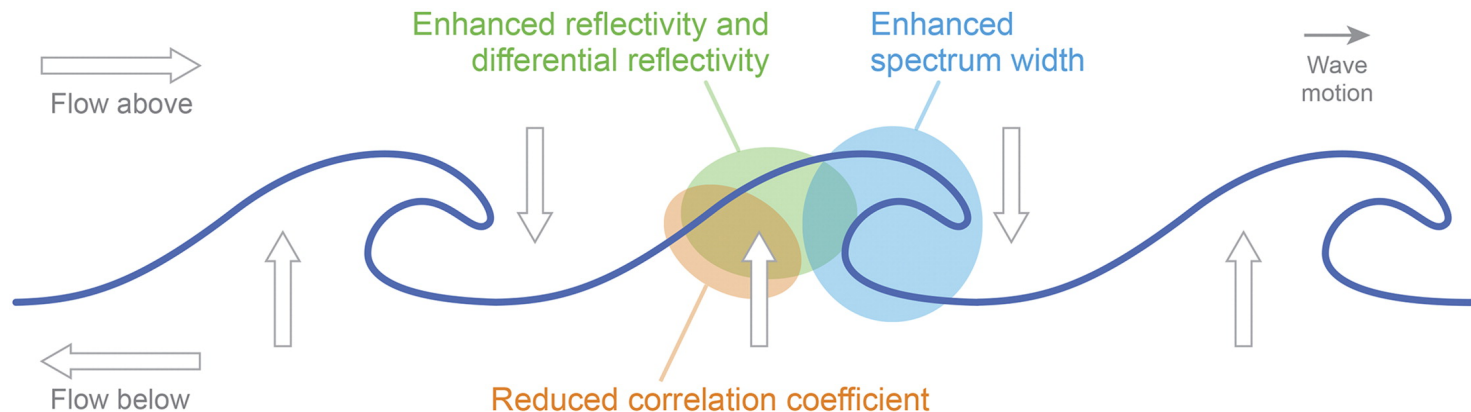 Enhanced reflectivity and
differential reflectivity
Enhanced
spectrum width
Wave
motion
Flow above
Flow below
Reduced correlation coefficient